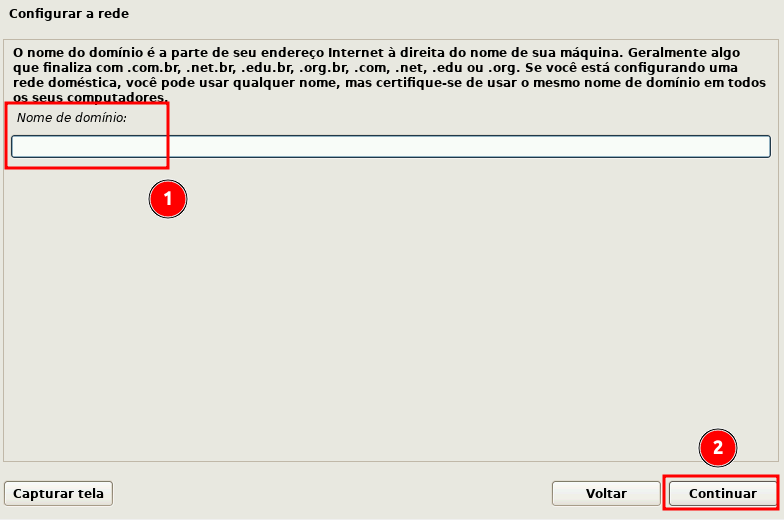 Configurar a rede
O nome do domínio é a parte de seu endereço Internet à direita do nome de sua máquina. Geralmente algo
que finaliza com .com.br, .net.br, .edu.br, .org.br, .com, .net, .edu ou .org. Se você está configurando uma
rede doméstica, você pode usar qualquer nome, mas certifique-se de usar o mesmo nome de domínio em todos
os seus computadores.
Nome de domínio:
1
2
Capturar tela
Voltar
Continuar